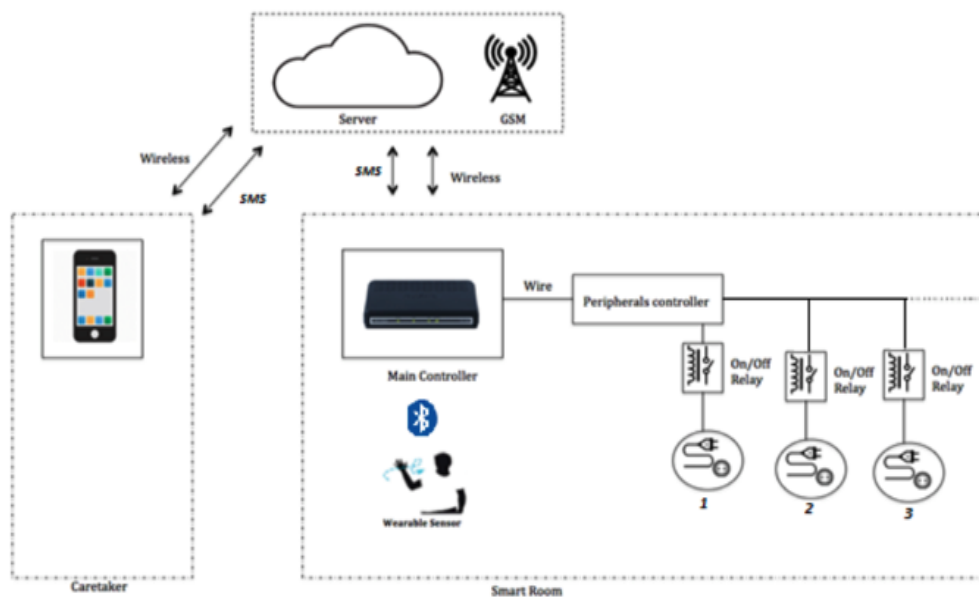 Server
GSM
Wireless
SMS
SMS
Wireless
Wire
Peripherals controller
Main Controller
On/Off
Relay
On/Off
Relay
On/Off
Relay
1
2
3
Wearable Sensor
Caretaker
Smart Room